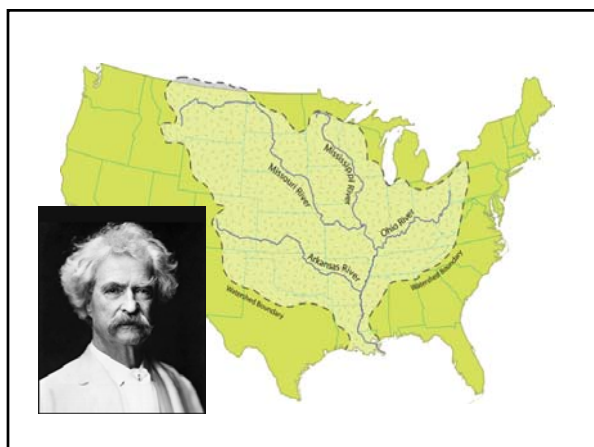 Missouri River
Mississippi River
Ohio River
Arkansas River
Watershed Boundary
Watershed Boundary